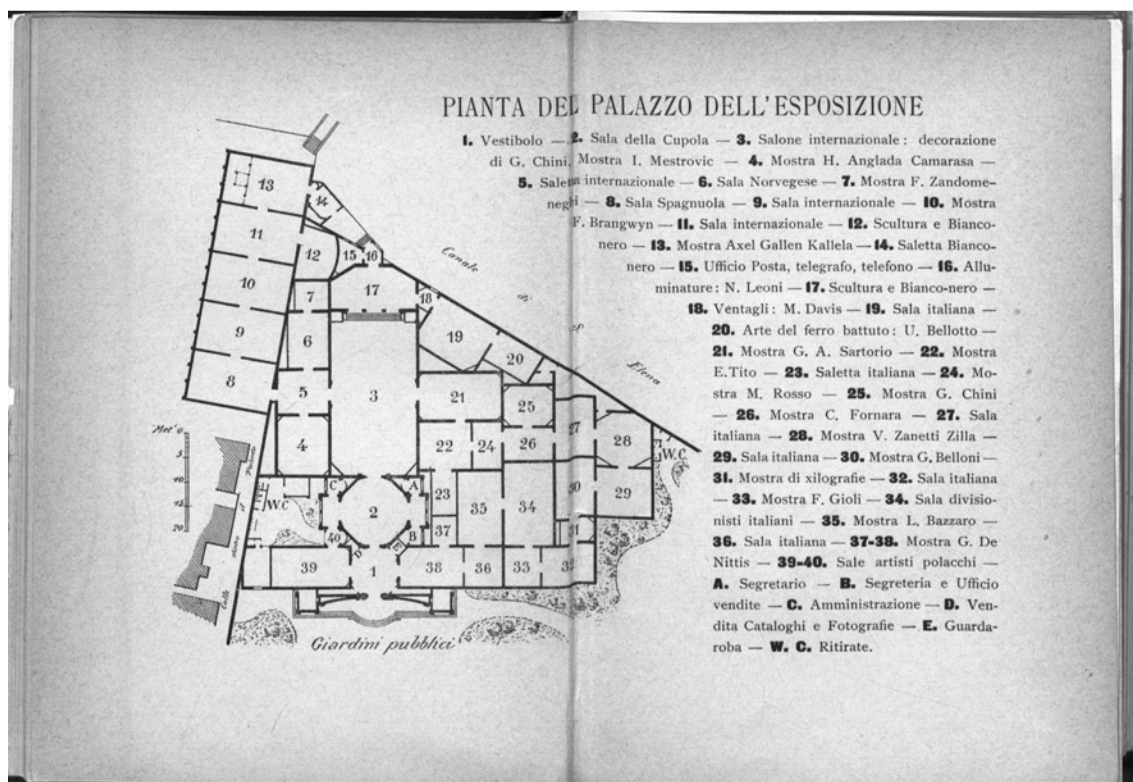 PIANTA DEL PALAZZO DELL'ESPOSIZIONE
1. Vestibolo — 2. Sala della Cupola — 3. Salone internazionale: decorazione
di G. Chini. Mostra I. Mestrovic — 4. Mostra H. Anglada Camarasa —
5. Saletta internazionale — 6. Sala Norvegese — 7. Mostra F. Zandome-
neghi — 8. Sala Spagnuola — 9. Sala internazionale — 10. Mostra
F. Brangwyn — 11. Sala internazionale — 12. Scultura e Bianco-
nero — 13. Mostra Axel Gallen Kallela — 14. Saletta Bianco-
nero — 15. Ufficio Posta, telegrafo, telefono — 16. Allu-
minature: N. Leoni — 17. Scultura e Bianco-nero —
18. Ventagli: M. Davis — 19. Sala italiana —
20. Arte del ferro battuto: U. Bellotto —
21. Mostra G. A. Sartorio — 22. Mostra
E. Tito — 23. Saletta italiana — 24. Mo-
stra M. Rosso — 25. Mostra G. Chini
— 26. Mostra C. Fornara — 27. Sala
italiana — 28. Mostra V. Zanetti Zilla —
29. Sala italiana — 30. Mostra G. Belloni —
31. Mostra di xilografie — 32. Sala italiana
— 33. Mostra F. Gioli — 34. Sala divisio-
nisti italiani — 35. Mostra L. Bazzaro —
36. Sala italiana — 37-38. Mostra G. De
Nittis — 39-40. Sale artisti polacchi —
A. Segretario — B. Segreteria e Ufficio
vendite — C. Amministrazione — D. Ven-
dita Cataloghi e Fotografie — E. Guarda-
roba — W. C. Ritirate.
13
14
11
12
15
16
Canale di S.
Elena
10
7
17
18
9
6
19
20
8
5
3
21
25
4
22
24
26
27
28
W.C
Met. 0
5
10
15
20
C
A
23
35
34
30
29
W.C
2
40
B
37
31
D
E
39
1
38
36
33
32
Giardini pubblici